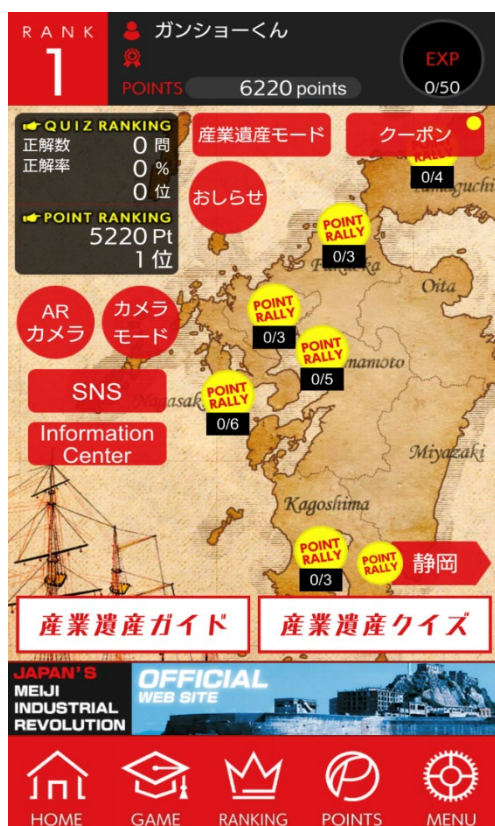 RANK
1
ガンショーくん
POINTS 6220 points
EXP
0/50
QUIZ RANKING
正解数 0 問
正解率 0 %
0 位
POINT RANKING
5220 Pt
1 位
産業遺産モード
クーポン
おしらせ
RALLY
0/4
Yamaguchi
POINT
RALLY
0/3
Fukuoka
Oita
AR
カメラ
カメラ
モード
POINT
RALLY
0/3
POINT
RALLY
0/5
mamoto
SNS
Nagasak
POINT
RALLY
0/6
Information
Center
Miyazaki
Kagoshima
POINT
RALLY
0/3
POINT
RALLY
静岡
産業遺産ガイド
産業遺産クイズ
JAPAN'S
MEIJI
INDUSTRIAL
REVOLUTION
OFFICIAL
WEB SITE
HOME
GAME
RANKING
POINTS
MENU